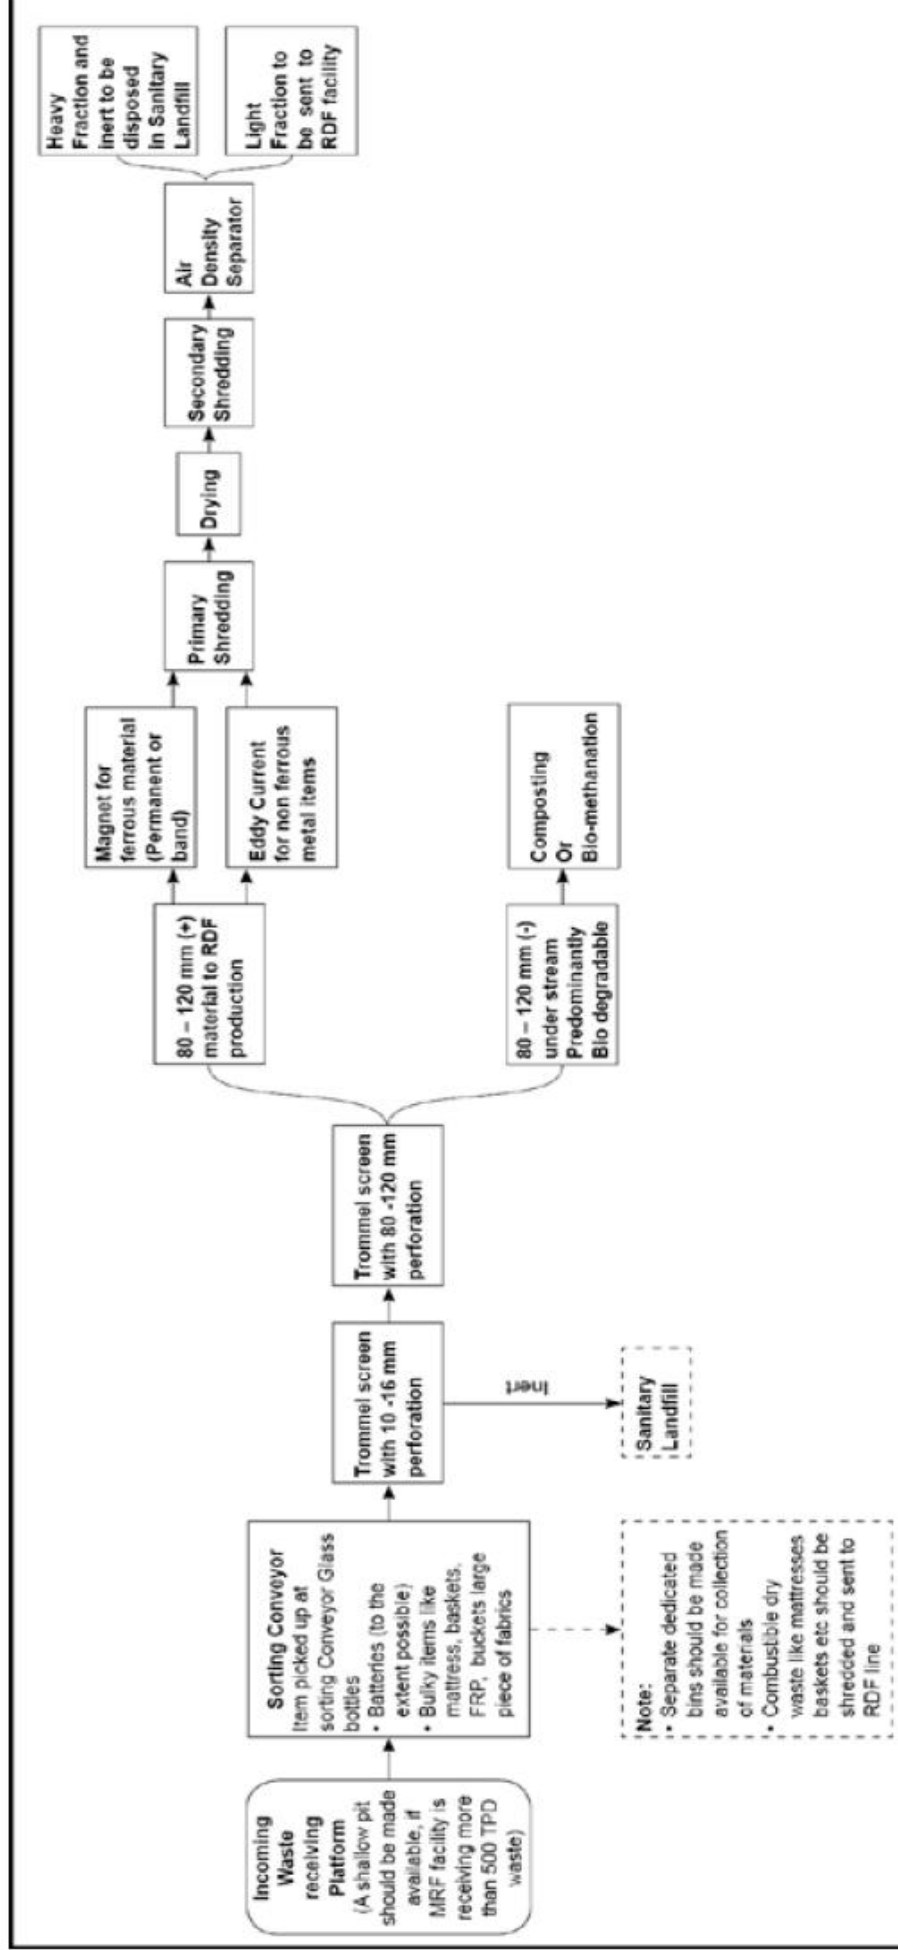 Incoming
Waste
receiving
Platform
(A shallow pit
should be made
available, if
MRF facility is
receiving more
than 500 TPD
waste)
Sorting Conveyor
Item picked up at
sorting Conveyor Glass
bottles
• Batteries (to the
extent possible)
• Bulky items like
mattress, baskets,
FRP, buckets large
piece of fabrics
Note:
• Separate dedicated
bins should be made
available for collection
of materials
• Combustible dry
waste like mattresses
baskets etc should be
shredded and sent to
RDF line
Trommel screen
with 10 -16 mm
perforation
Inert
Sanitary
Landfill
Trommel screen
with 80 -120 mm
perforation
80 – 120 mm (+)
material to RDF
production
Magnet for
ferrous material
(Permanent or
band)
Eddy Current
for non ferrous
metal items
Primary
Shredding
Drying
Secondary
Shredding
Air
Density
Separator
Heavy
Fraction and
inert to be
disposed
in Sanitary
Landfill
Light
Fraction to
be sent to
RDF facility
80 – 120 mm (-)
under stream
Predominantly
Bio degradable
Composting
Or
Bio-methanation